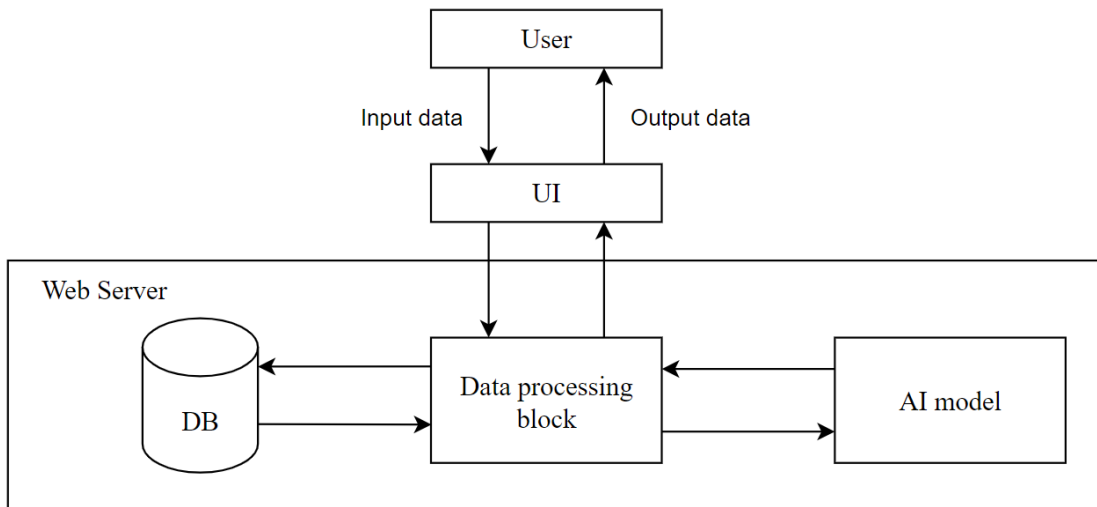 User
Input data
Output data
UI
Web Server
DB
Data processing
block
AI model